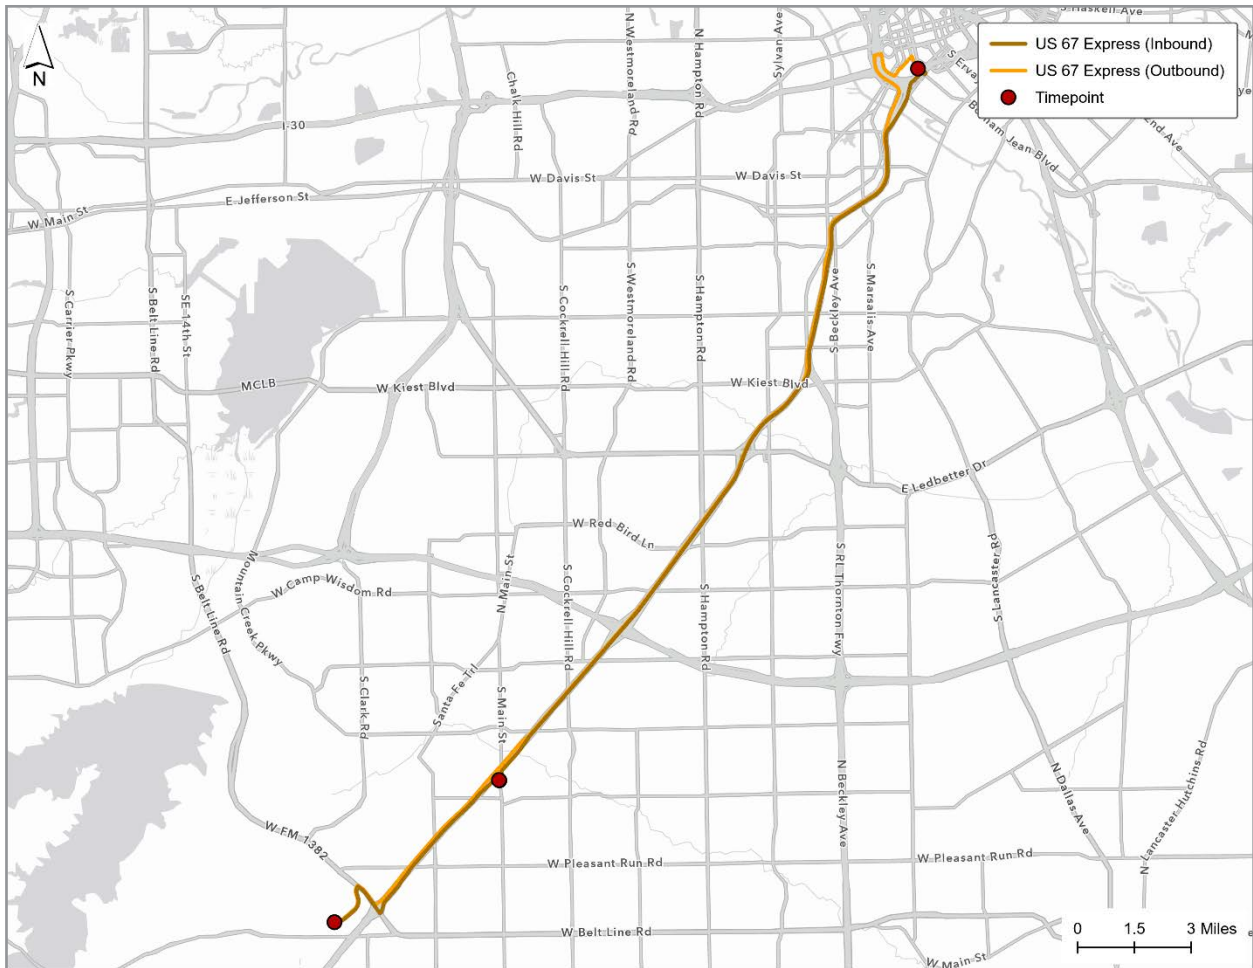 S Haskell Ave
N
N Westmoreland Rd
N Hampton Rd
Sylvan Ave
Chalk Hill Rd
US 67 Express (Inbound)
US 67 Express (Outbound)
Timepoint
I-30
W Davis St
W Davis St
E Jefferson St
W Main St
S Carrier Pkwy
S Belt Line Rd
SE 14th St
S Cockrell Hill Rd
S Westmoreland Rd
S Hampton Rd
S Beckley Ave
S Marsalis Ave
MCLB
W Kiest Blvd
W Kiest Blvd
E Ledbetter Dr
W Red Bird Ln
Mountain Creek Pkwy
S Belt Line Rd
W Camp Wisdom Rd
N Main St
S Cockrell Hill Rd
S Hampton Rd
S RL Thornton Fwy
S Lancaster Rd
S Clark Rd
Santa Fe Trl
S Main St
N Beckley Ave
N Dallas Ave
N Lancaster Hutchins Rd
W FM 1382
W Pleasant Run Rd
W Pleasant Run Rd
W Belt Line Rd
W Main St
0 1.5 3 Miles